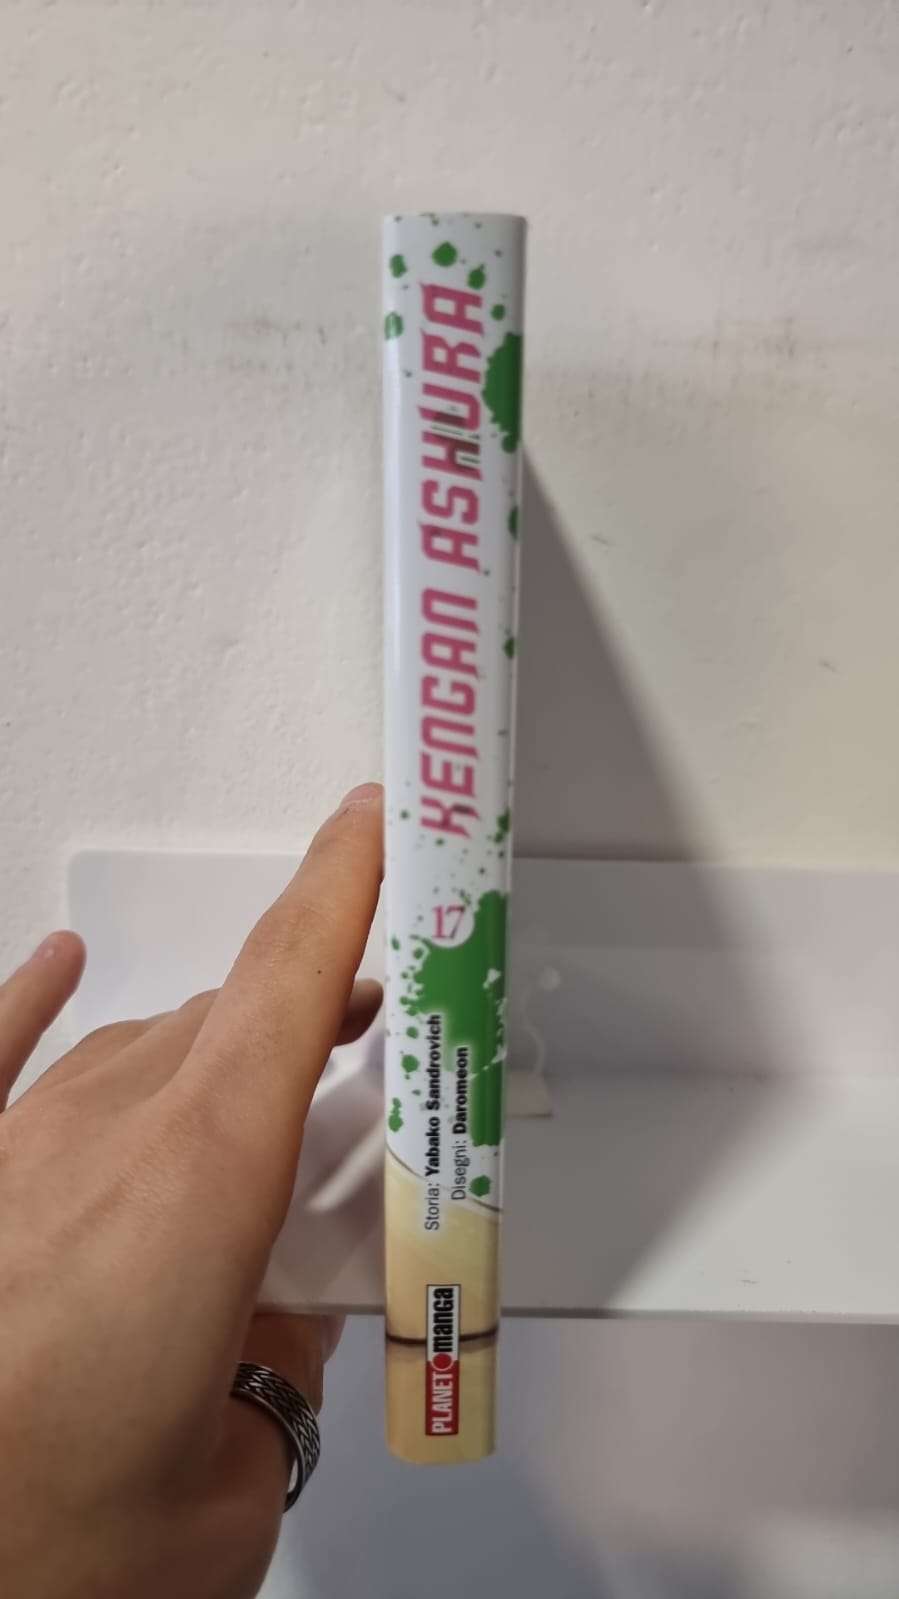 KENGAN ASHURA
17
Storia: Yabako Sandrovich
Disegni: Daromeon
PLANET manga